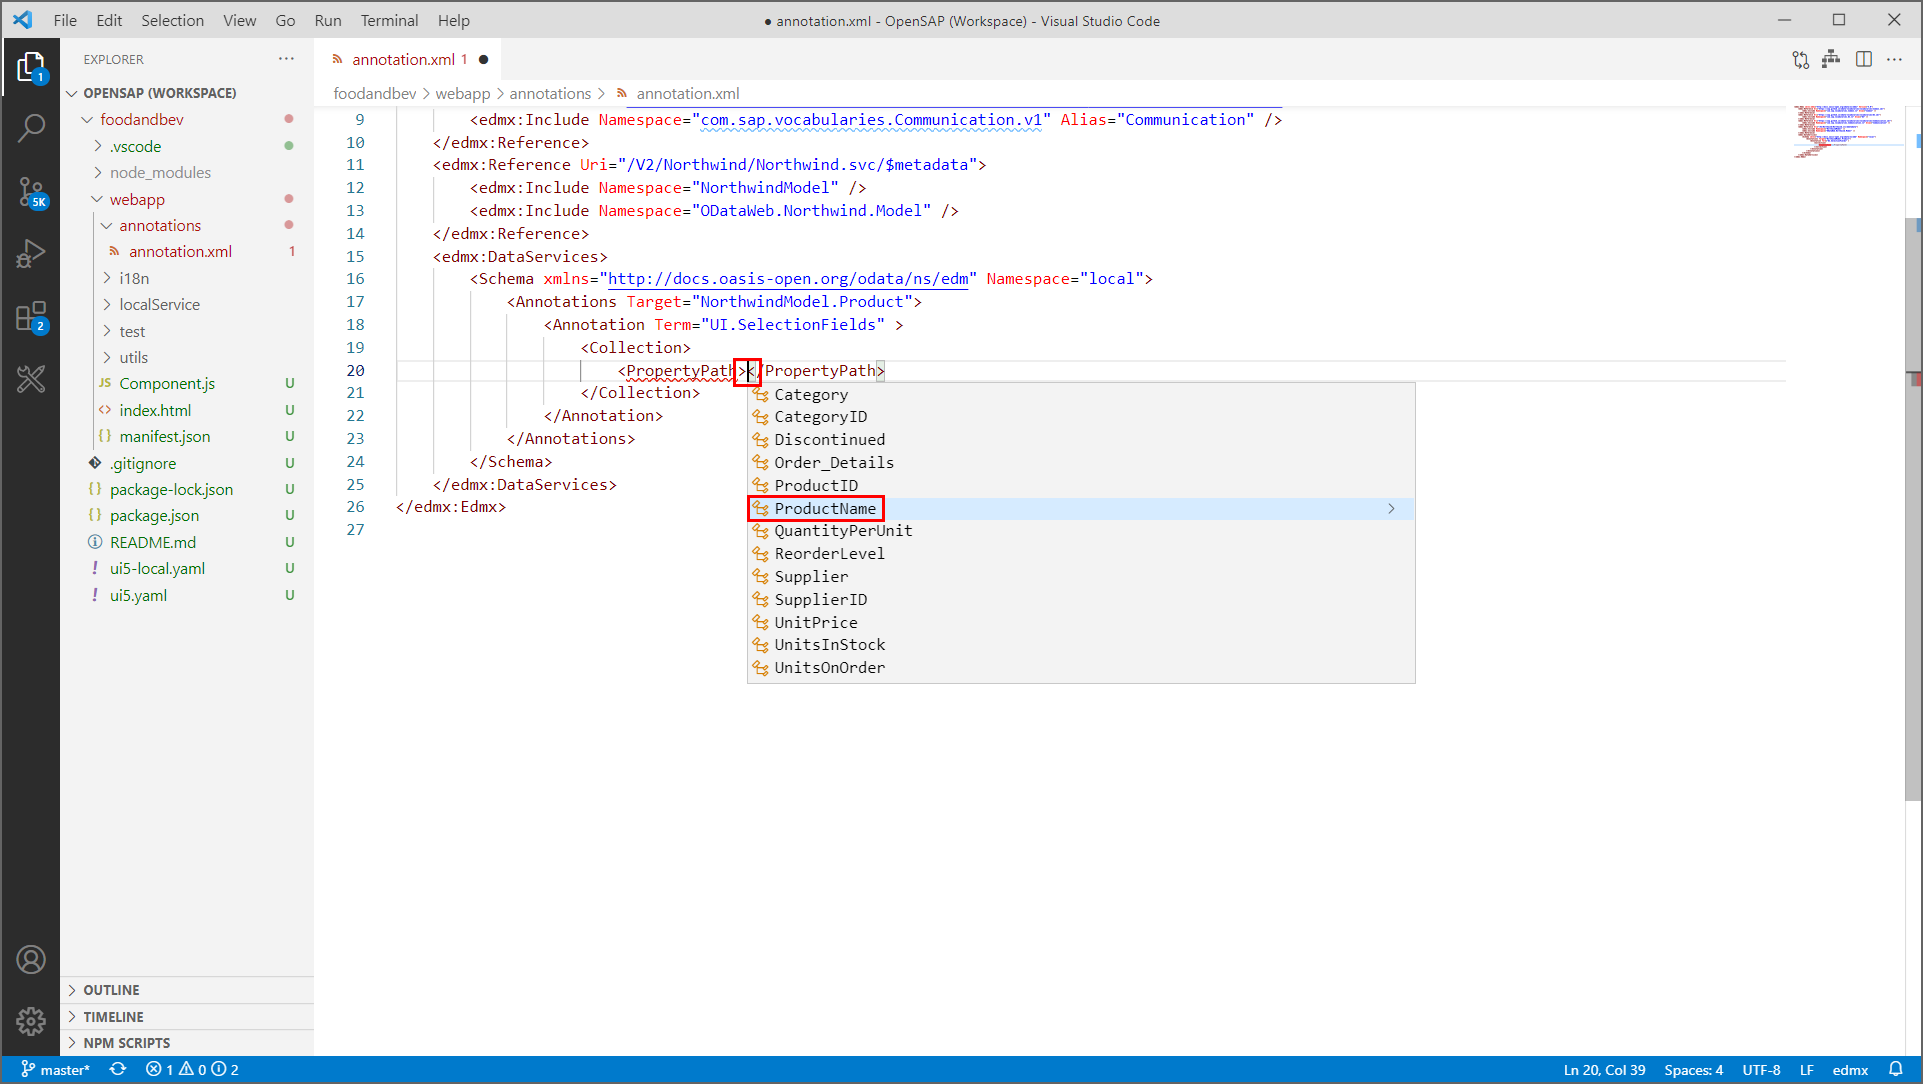 File Edit Selection View Go Run Terminal Help
● annotation.xml - OpenSAP (Workspace) - Visual Studio Code
EXPLORER
OPENSAP (WORKSPACE)
foodandbev
.vscode
node_modules
webapp
annotations
annotation.xml 1
i18n
localService
test
utils
JS Component.js U
<> index.html U
{} manifest.json U
.gitignore U
{} package-lock.json U
{} package.json U
README.md U
! ui5-local.yaml U
! ui5.yaml U
OUTLINE
TIMELINE
NPM SCRIPTS
1
5K
2
annotation.xml 1 ●
foodandbev > webapp > annotations > annotation.xml
9 <edmx:Include Namespace="com.sap.vocabularies.Communication.v1" Alias="Communication" />
10 </edmx:Reference>
11 <edmx:Reference Uri="/V2/Northwind/Northwind.svc/$metadata">
12 <edmx:Include Namespace="NorthwindModel" />
13 <edmx:Include Namespace="ODataWeb.Northwind.Model" />
14 </edmx:Reference>
15 <edmx:DataServices>
16 <Schema xmlns="http://docs.oasis-open.org/odata/ns/edm" Namespace="local">
17 <Annotations Target="NorthwindModel.Product">
18 <Annotation Term="UI.SelectionFields" >
19 <Collection>
20 <PropertyPath></PropertyPath>
21 </Collection>
22 </Annotation>
23 </Annotations>
24 </Schema>
25 </edmx:DataServices>
26 </edmx:Edmx>
27
Category
CategoryID
Discontinued
Order_Details
ProductID
ProductName
QuantityPerUnit
ReorderLevel
Supplier
SupplierID
UnitPrice
UnitsInStock
UnitsOnOrder
master* 1 0 2
Ln 20, Col 39 Spaces: 4 UTF-8 LF edmx